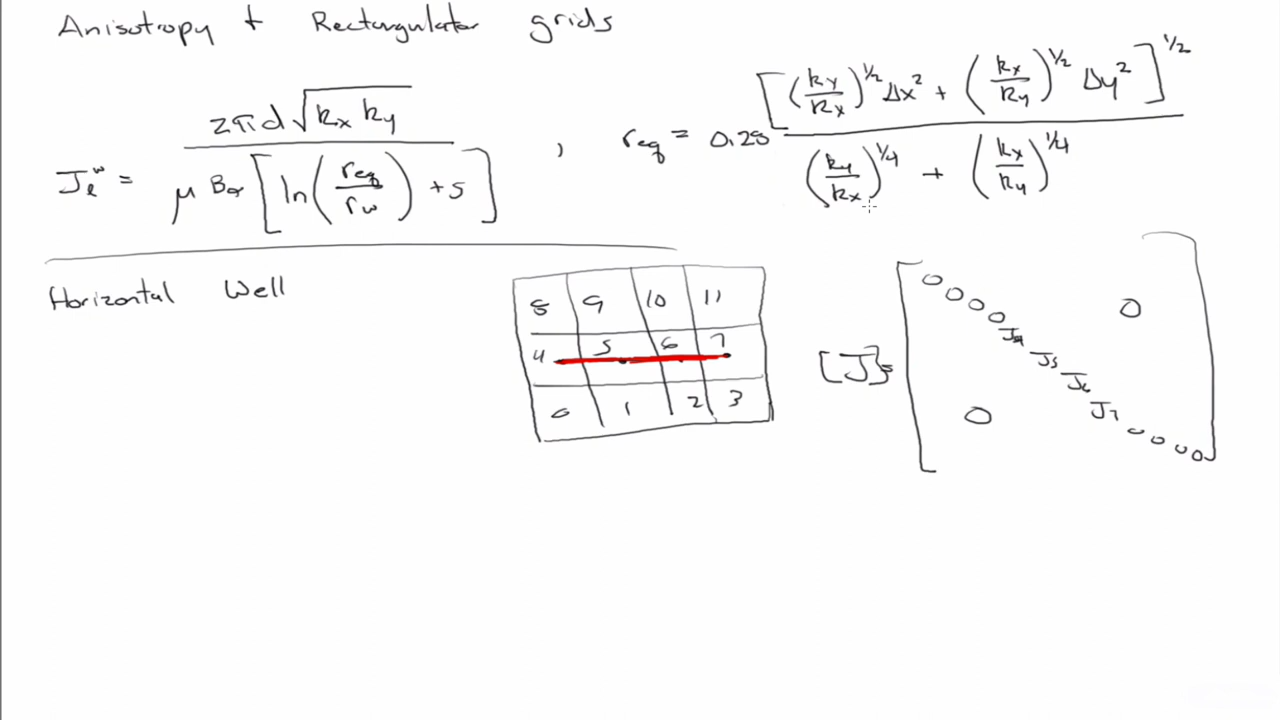 Anisotropy + Rectangulator grids
J_l^w = 2πd√(kx ky) / μ Bα [ln(req/rw) + s] , req = 0.28 [(ky/kx)^1/2 Δx² + (kx/ky)^1/2 Δy²]^1/2 / (ky/kx)^1/4 + (kx/ky)^1/4
Horizontal Well
8 9 10 11
4 5 6 7
0 1 2 3
[J] =
0 0 0 0 J4 J5 J6 J7 0 0 0 0
0
0